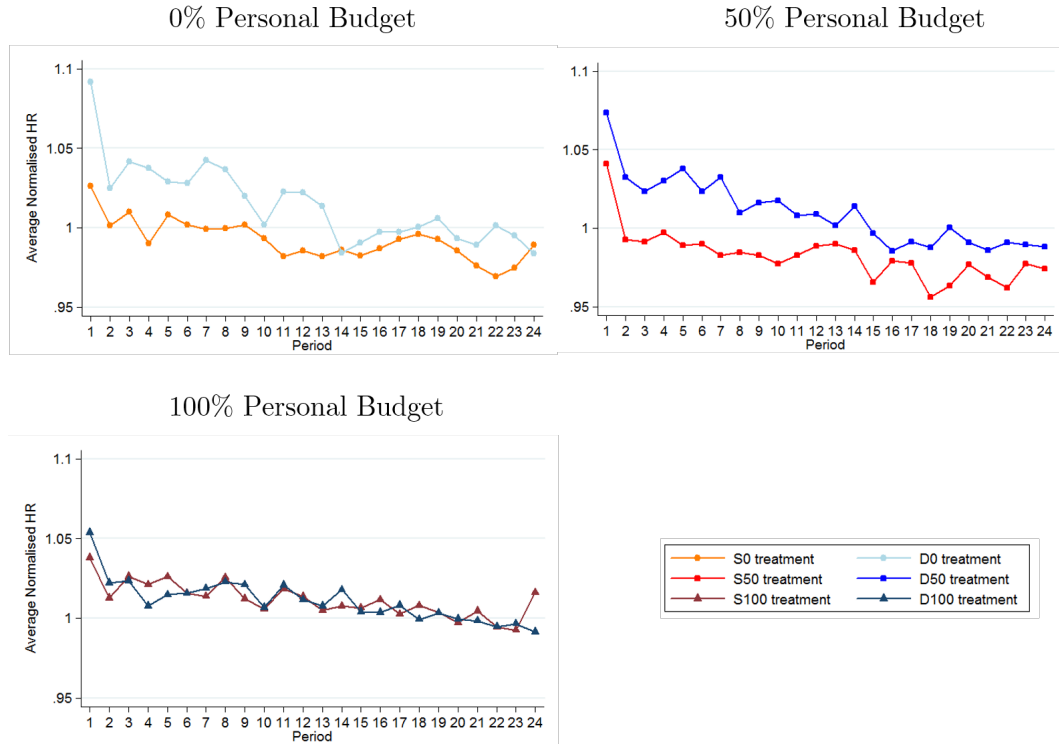 0% Personal Budget
50% Personal Budget
1.1
1.05
1
.95
Average Normalised HR
1 2 3 4 5 6 7 8 9 10 11 12 13 14 15 16 17 18 19 20 21 22 23 24
Period
1.1
1.05
1
.95
1 2 3 4 5 6 7 8 9 10 11 12 13 14 15 16 17 18 19 20 21 22 23 24
Period
100% Personal Budget
1.1
1.05
1
.95
Average Normalised HR
1 2 3 4 5 6 7 8 9 10 11 12 13 14 15 16 17 18 19 20 21 22 23 24
Period
S0 treatment
D0 treatment
S50 treatment
D50 treatment
S100 treatment
D100 treatment